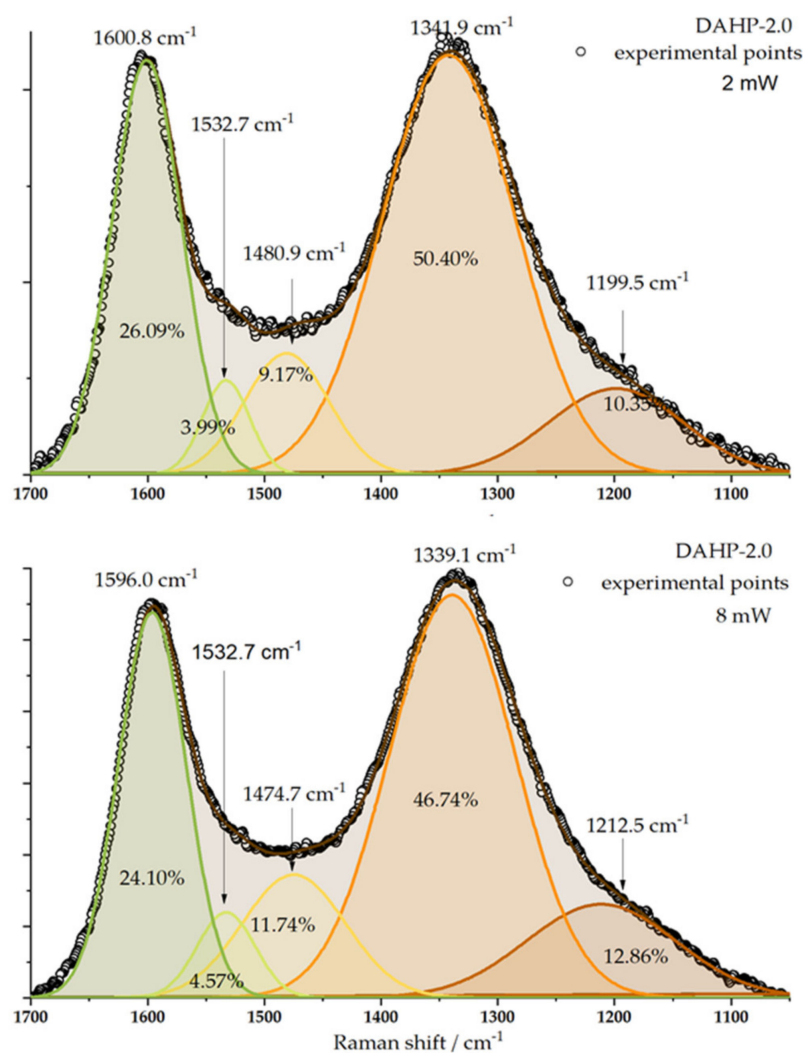 1600.8 cm⁻¹
1341.9 cm⁻¹
DAHP-2.0
experimental points
2 mW
1532.7 cm⁻¹
1480.9 cm⁻¹
50.40%
1199.5 cm⁻¹
26.09%
9.17%
3.99%
10.35
1700 1600 1500 1400 1300 1200 1100
1596.0 cm⁻¹
1339.1 cm⁻¹
DAHP-2.0
experimental points
8 mW
1532.7 cm⁻¹
1474.7 cm⁻¹
46.74%
1212.5 cm⁻¹
24.10%
11.74%
12.86%
4.57%
1700 1600 1500 1400 1300 1200 1100
Raman shift / cm⁻¹